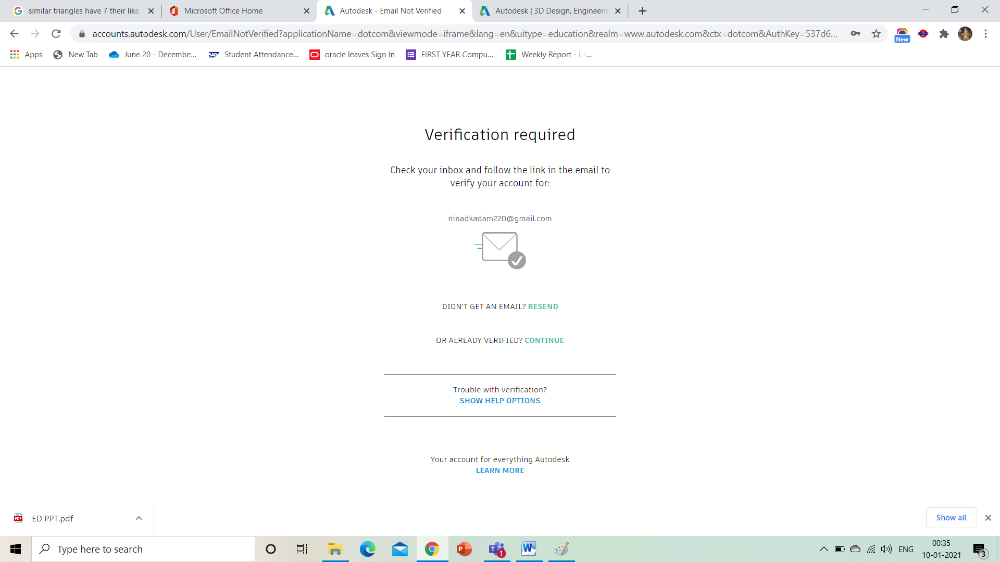 similar triangles have 7 their like
Microsoft Office Home
Autodesk - Email Not Verified
Autodesk | 3D Design, Engineerin
accounts.autodesk.com/User/EmailNotVerified?applicationName=dotcom&viewmode=iframe&lang=en&uitype=education&realm=www.autodesk.com&ctx=dotcom&AuthKey=537d6...
New
Apps
New Tab
June 20 - Decembe...
SAP
Student Attendance...
oracle leaves Sign In
FIRST YEAR Compu...
Weekly Report - I -...
Verification required
Check your inbox and follow the link in the email to
verify your account for:
ninadkadam220@gmail.com
DIDN'T GET AN EMAIL? RESEND
OR ALREADY VERIFIED? CONTINUE
Trouble with verification?
SHOW HELP OPTIONS
Your account for everything Autodesk
LEARN MORE
PDF
ED PPT.pdf
Show all
Type here to search
1
ENG
00:35
10-01-2021
3